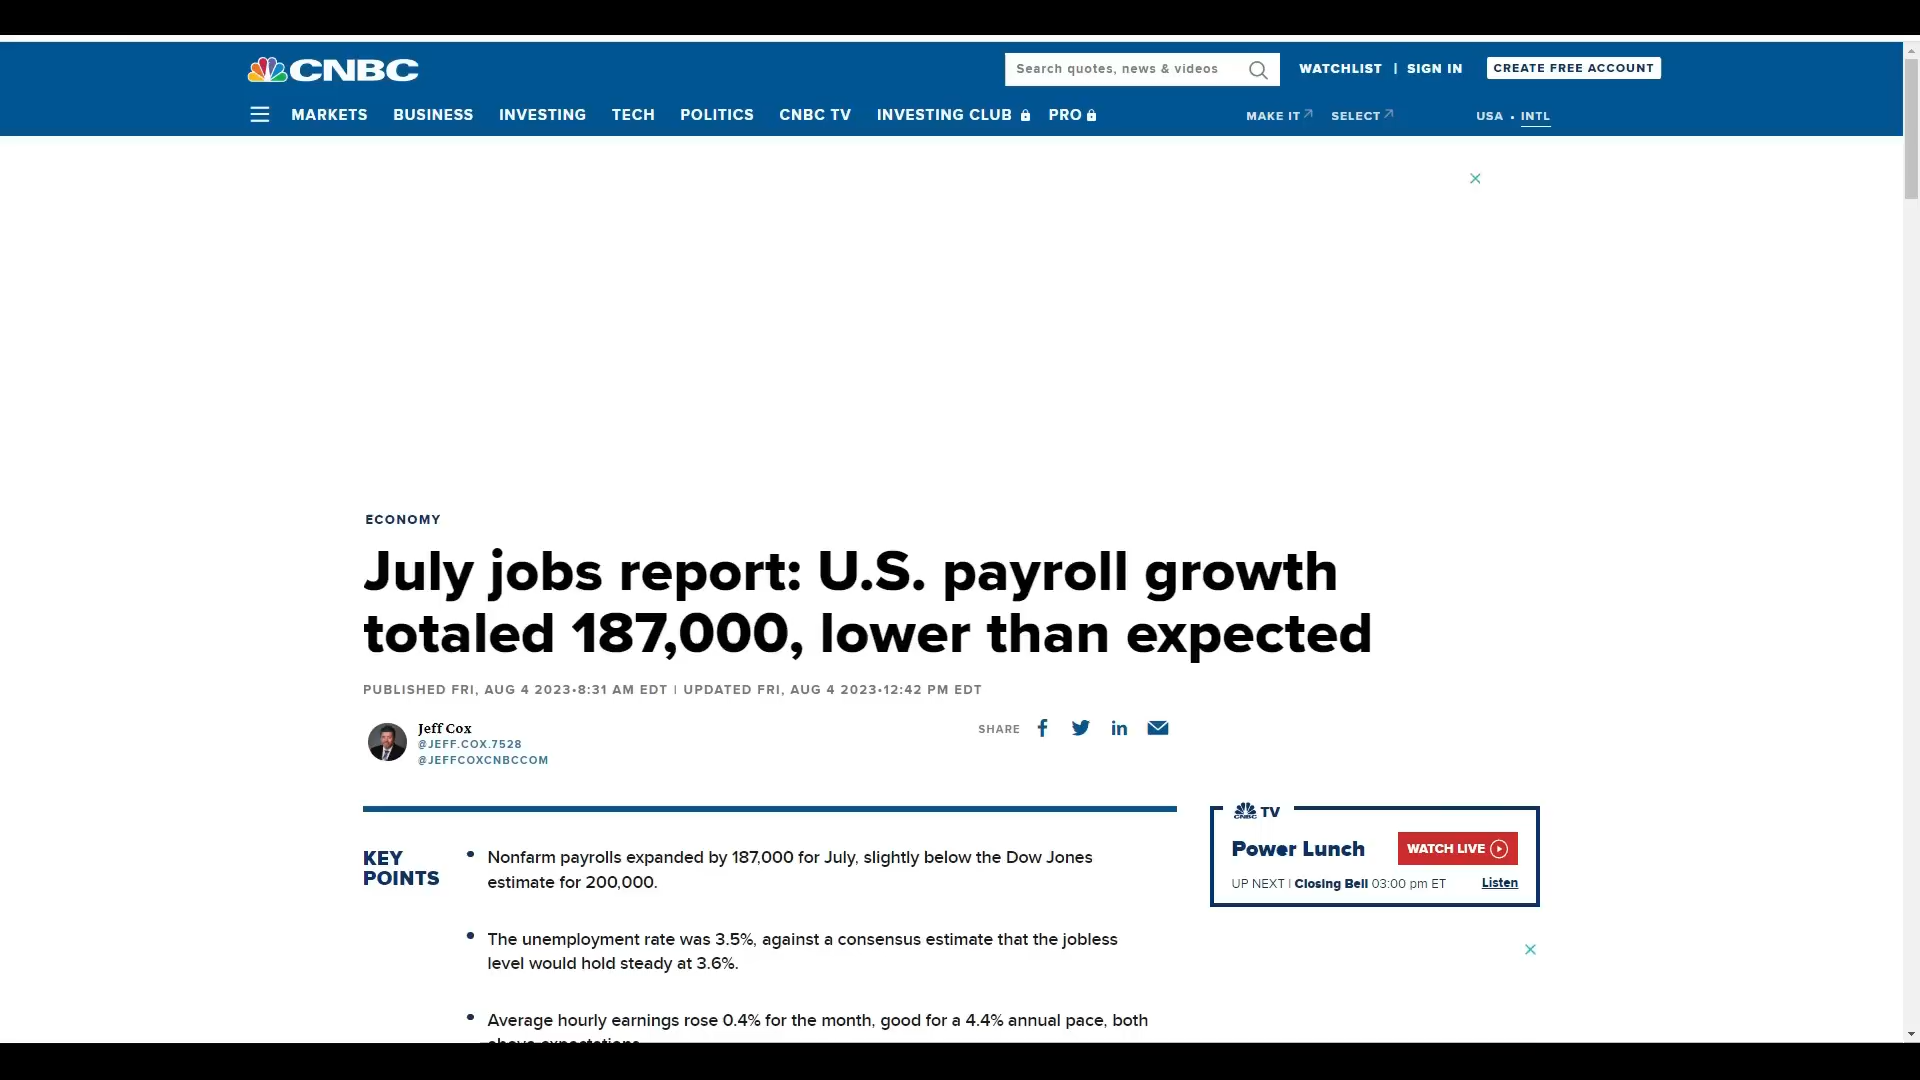 CNBC
Search quotes, news & videos
WATCHLIST | SIGN IN
CREATE FREE ACCOUNT
MARKETS BUSINESS INVESTING TECH POLITICS CNBC TV INVESTING CLUB PRO
MAKE IT SELECT USA • INTL
ECONOMY
July jobs report: U.S. payroll growth
totaled 187,000, lower than expected
PUBLISHED FRI, AUG 4 2023•8:31 AM EDT | UPDATED FRI, AUG 4 2023•12:42 PM EDT
Jeff Cox
@JEFF.COX.7528
@JEFFCOXCNBCCOM
SHARE
KEY
POINTS
• Nonfarm payrolls expanded by 187,000 for July, slightly below the Dow Jones
estimate for 200,000.
• The unemployment rate was 3.5%, against a consensus estimate that the jobless
level would hold steady at 3.6%.
• Average hourly earnings rose 0.4% for the month, good for a 4.4% annual pace, both
above expectations.
CNBC TV
Power Lunch
WATCH LIVE
UP NEXT | Closing Bell 03:00 pm ET
Listen